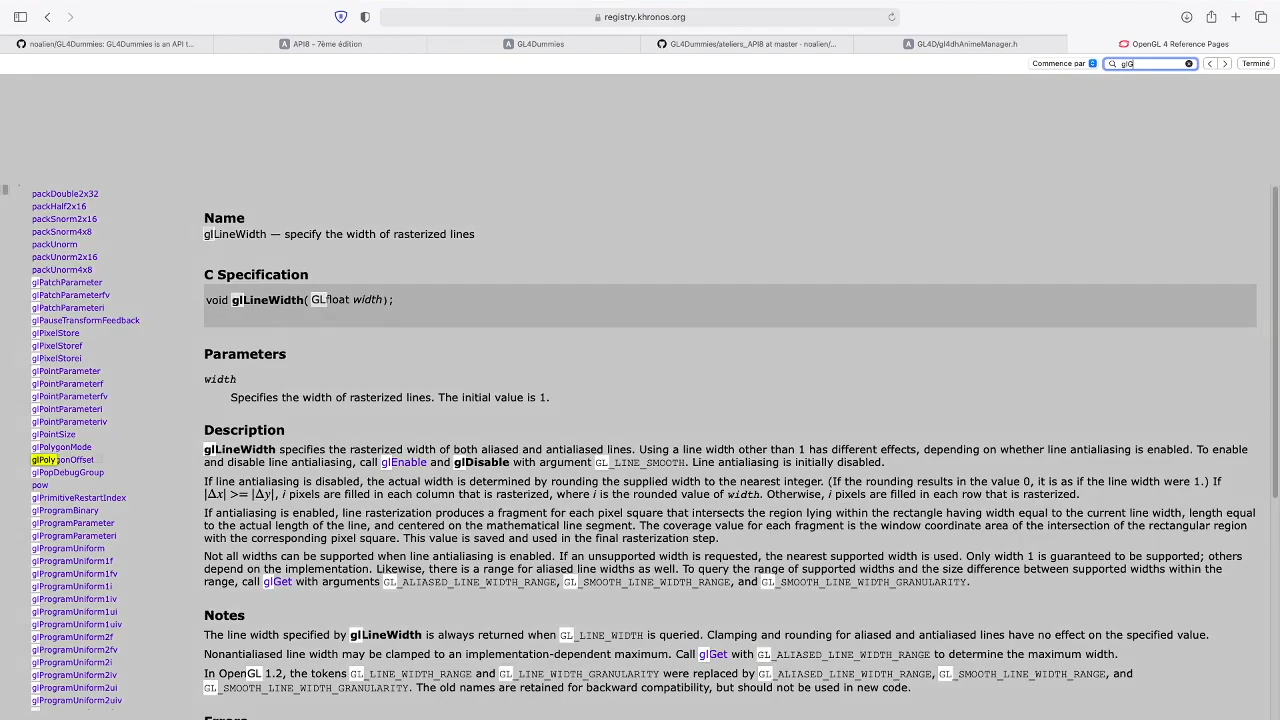 registry.khronos.org
noalien/GL4Dummies: GL4Dummies is an API t...
API8 - 7ème édition
GL4Dummies
GL4Dummies/ateliers_API8 at master · noalien/...
GL4D/gl4dhAnimeManager.h
OpenGL 4 Reference Pages
Commence par
glG
Terminé
packDouble2x32
packHalf2x16
packSnorm2x16
packSnorm4x8
packUnorm
packUnorm2x16
packUnorm4x8
glPatchParameter
glPatchParameterfv
glPatchParameteri
glPauseTransformFeedback
glPixelStore
glPixelStoref
glPixelStorei
glPointParameter
glPointParameterf
glPointParameterfv
glPointParameteri
glPointParameteriv
glPointSize
glPolygonMode
glPolygonOffset
glPopDebugGroup
pow
glPrimitiveRestartIndex
glProgramBinary
glProgramParameter
glProgramParameteri
glProgramUniform
glProgramUniform1f
glProgramUniform1fv
glProgramUniform1i
glProgramUniform1iv
glProgramUniform1ui
glProgramUniform1uiv
glProgramUniform2f
glProgramUniform2fv
glProgramUniform2i
glProgramUniform2iv
glProgramUniform2ui
glProgramUniform2uiv
Name
glLineWidth — specify the width of rasterized lines
C Specification
void glLineWidth( GLfloat width);
Parameters
width
Specifies the width of rasterized lines. The initial value is 1.
Description
glLineWidth specifies the rasterized width of both aliased and antialiased lines. Using a line width other than 1 has different effects, depending on whether line antialiasing is enabled. To enable
and disable line antialiasing, call glEnable and glDisable with argument GL_LINE_SMOOTH. Line antialiasing is initially disabled.
If line antialiasing is disabled, the actual width is determined by rounding the supplied width to the nearest integer. (If the rounding results in the value 0, it is as if the line width were 1.) If
|Δx| >= |Δy|, i pixels are filled in each column that is rasterized, where i is the rounded value of width. Otherwise, i pixels are filled in each row that is rasterized.
If antialiasing is enabled, line rasterization produces a fragment for each pixel square that intersects the region lying within the rectangle having width equal to the current line width, length equal
to the actual length of the line, and centered on the mathematical line segment. The coverage value for each fragment is the window coordinate area of the intersection of the rectangular region
with the corresponding pixel square. This value is saved and used in the final rasterization step.
Not all widths can be supported when line antialiasing is enabled. If an unsupported width is requested, the nearest supported width is used. Only width 1 is guaranteed to be supported; others
depend on the implementation. Likewise, there is a range for aliased line widths as well. To query the range of supported widths and the size difference between supported widths within the
range, call glGet with arguments GL_ALIASED_LINE_WIDTH_RANGE, GL_SMOOTH_LINE_WIDTH_RANGE, and GL_SMOOTH_LINE_WIDTH_GRANULARITY.
Notes
The line width specified by glLineWidth is always returned when GL_LINE_WIDTH is queried. Clamping and rounding for aliased and antialiased lines have no effect on the specified value.
Nonantialiased line width may be clamped to an implementation-dependent maximum. Call glGet with GL_ALIASED_LINE_WIDTH_RANGE to determine the maximum width.
In OpenGL 1.2, the tokens GL_LINE_WIDTH_RANGE and GL_LINE_WIDTH_GRANULARITY were replaced by GL_ALIASED_LINE_WIDTH_RANGE, GL_SMOOTH_LINE_WIDTH_RANGE, and
GL_SMOOTH_LINE_WIDTH_GRANULARITY. The old names are retained for backward compatibility, but should not be used in new code.
Errors